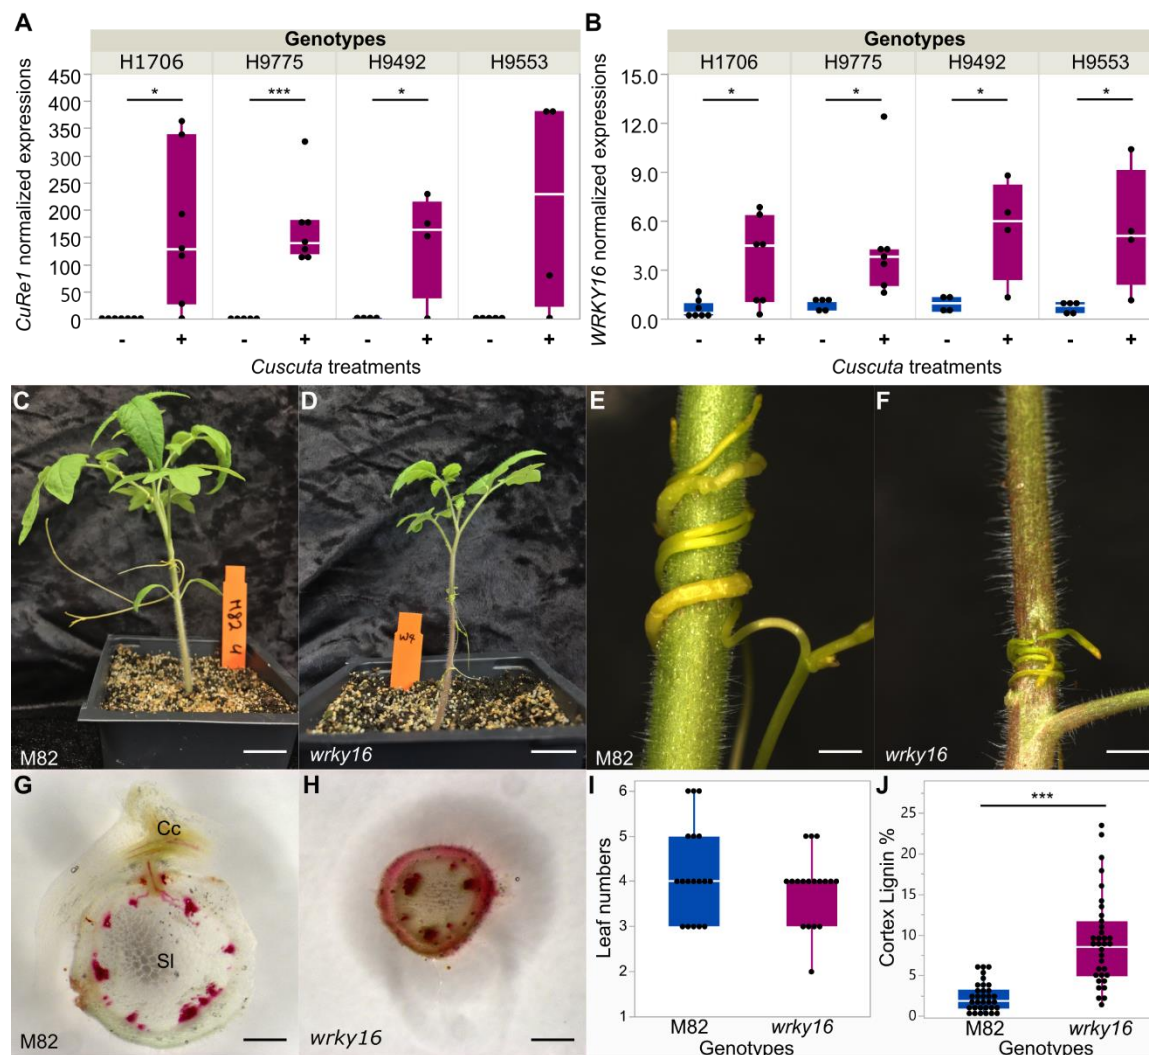 A
Genotypes
H1706 H9775 H9492 H9553
CuRe1 normalized expressions
450
400
350
300
250
200
150
100
50
0
* *** *
- + - + - + - +
Cuscuta treatments
B
Genotypes
H1706 H9775 H9492 H9553
WRKY16 normalized expressions
15.0
12.0
9.0
6.0
3.0
0.0
* * * *
- + - + - + - +
Cuscuta treatments
C
M82 4
M82
D
W4
wrky16
E
M82
F
wrky16
G
Cc
Sl
M82
H
wrky16
I
Leaf numbers
6
5
4
3
2
1
M82 wrky16
Genotypes
J
Cortex Lignin %
25
20
15
10
5
0
***
M82 wrky16
Genotypes